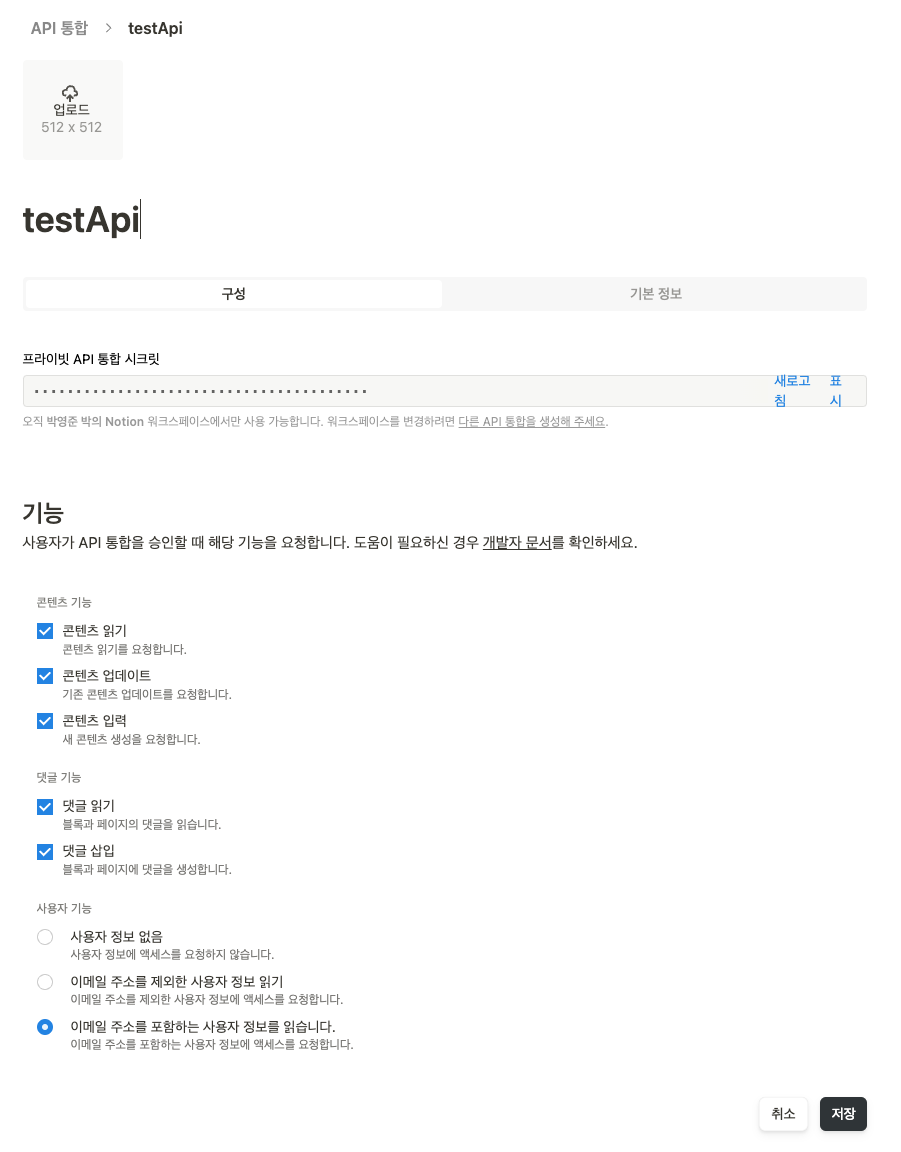 API 통합 > testApi
업로드
512 x 512
testApi
구성 기본 정보
프라이빗 API 통합 시크릿
••••••••••••••••••••••••••••••••••••••• 새로고 표
침 시
오직 박영준 박의 Notion 워크스페이스에서만 사용 가능합니다. 워크스페이스를 변경하려면 다른 API 통합을 생성해 주세요.
기능
사용자가 API 통합을 승인할 때 해당 기능을 요청합니다. 도움이 필요하신 경우 개발자 문서를 확인하세요.
콘텐츠 기능
콘텐츠 읽기
콘텐츠 읽기를 요청합니다.
콘텐츠 업데이트
기존 콘텐츠 업데이트를 요청합니다.
콘텐츠 입력
새 콘텐츠 생성을 요청합니다.
댓글 기능
댓글 읽기
블록과 페이지의 댓글을 읽습니다.
댓글 삽입
블록과 페이지에 댓글을 생성합니다.
사용자 기능
사용자 정보 없음
사용자 정보에 액세스를 요청하지 않습니다.
이메일 주소를 제외한 사용자 정보 읽기
이메일 주소를 제외한 사용자 정보에 액세스를 요청합니다.
이메일 주소를 포함하는 사용자 정보를 읽습니다.
이메일 주소를 포함하는 사용자 정보에 액세스를 요청합니다.
취소 저장